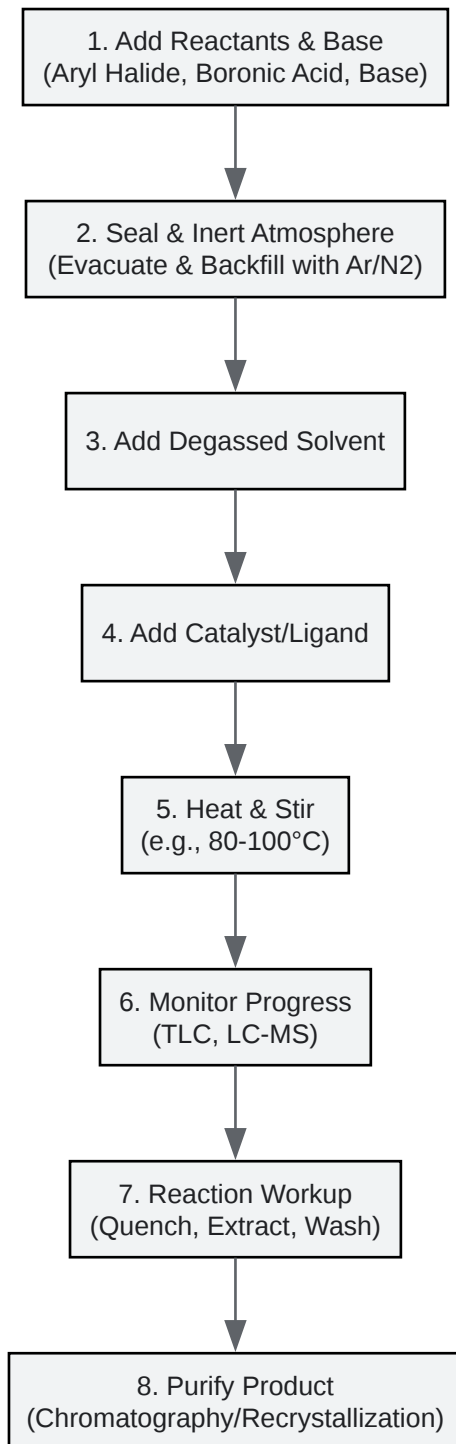 1. Add Reactants & Base
(Aryl Halide, Boronic Acid, Base)
2. Seal & Inert Atmosphere
(Evacuate & Backfill with Ar/N2)
3. Add Degassed Solvent
4. Add Catalyst/Ligand
5. Heat & Stir
(e.g., 80-100°C)
6. Monitor Progress
(TLC, LC-MS)
7. Reaction Workup
(Quench, Extract, Wash)
8. Purify Product
(Chromatography/Recrystallization)